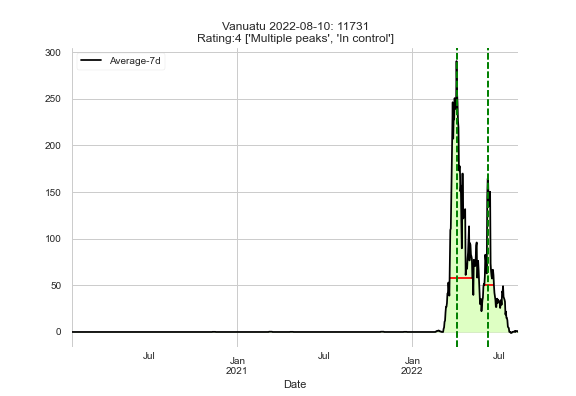 Vanuatu 2022-08-10: 11731
Rating:4 ['Multiple peaks', 'In control']
Average-7d
300
250
200
150
100
50
0
Jul
Jan
2021
Jul
Jan
2022
Jul
Date